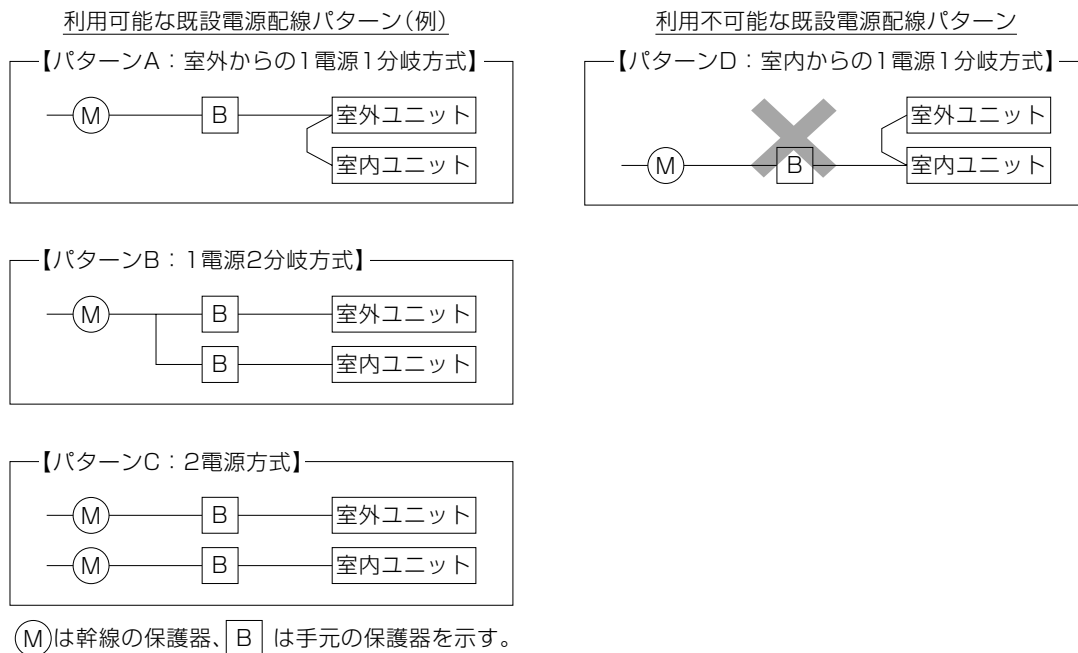 利用可能な既設電源配線パターン(例)
【パターンA：室外からの1電源1分岐方式】
M B 室外ユニット
室内ユニット
【パターンB：1電源2分岐方式】
M B 室外ユニット
B 室内ユニット
【パターンC：2電源方式】
M B 室外ユニット
M B 室内ユニット
Mは幹線の保護器、B は手元の保護器を示す。
利用不可能な既設電源配線パターン
【パターンD：室内からの1電源1分岐方式】
室外ユニット
M B 室内ユニット